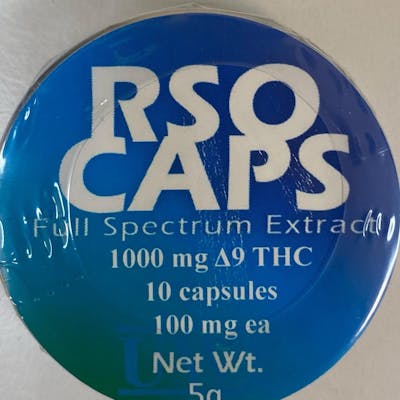 RSO
CAPS
Full Spectrum Extract
1000 mg Δ9 THC
10 capsules
100 mg ea
Net Wt.
5g